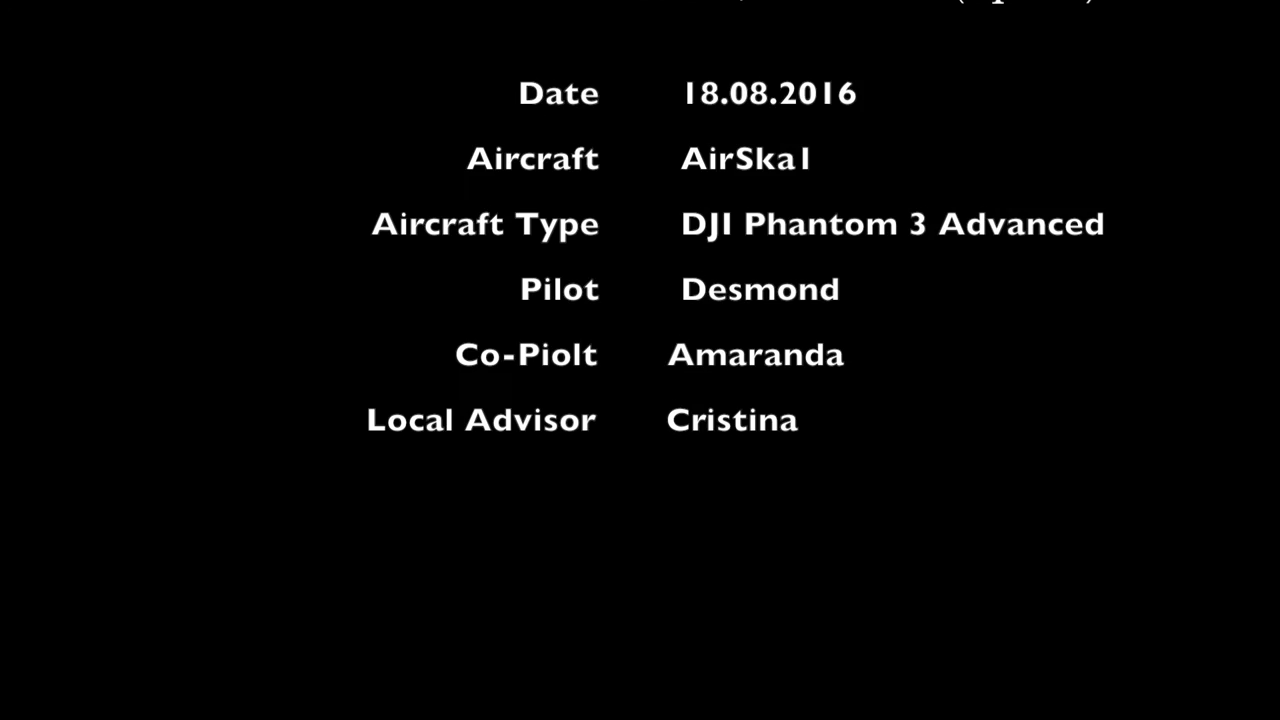 Date 18.08.2016
Aircraft AirSka1
Aircraft Type DJI Phantom 3 Advanced
Pilot Desmond
Co-Piolt Amaranda
Local Advisor Cristina